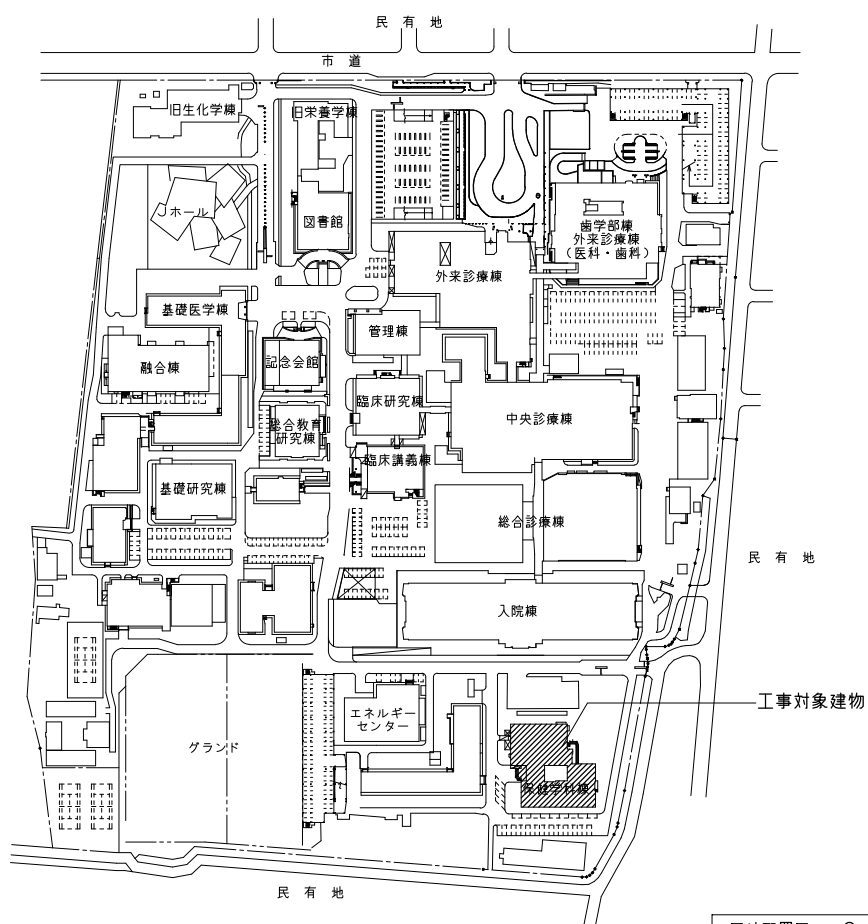 民有地
市道
旧生化学棟
旧栄養学棟
Jホール
図書館
歯学部棟
外来診療棟
(医科・歯科)
外来診療棟
基礎医学棟
管理棟
融合棟
記念会館
臨床研究棟
中央診療棟
総合教育
研究棟
臨床講義棟
基礎研究棟
総合診療棟
民有地
入院棟
工事対象建物
エネルギー
センター
グランド
保健学科棟
民有地